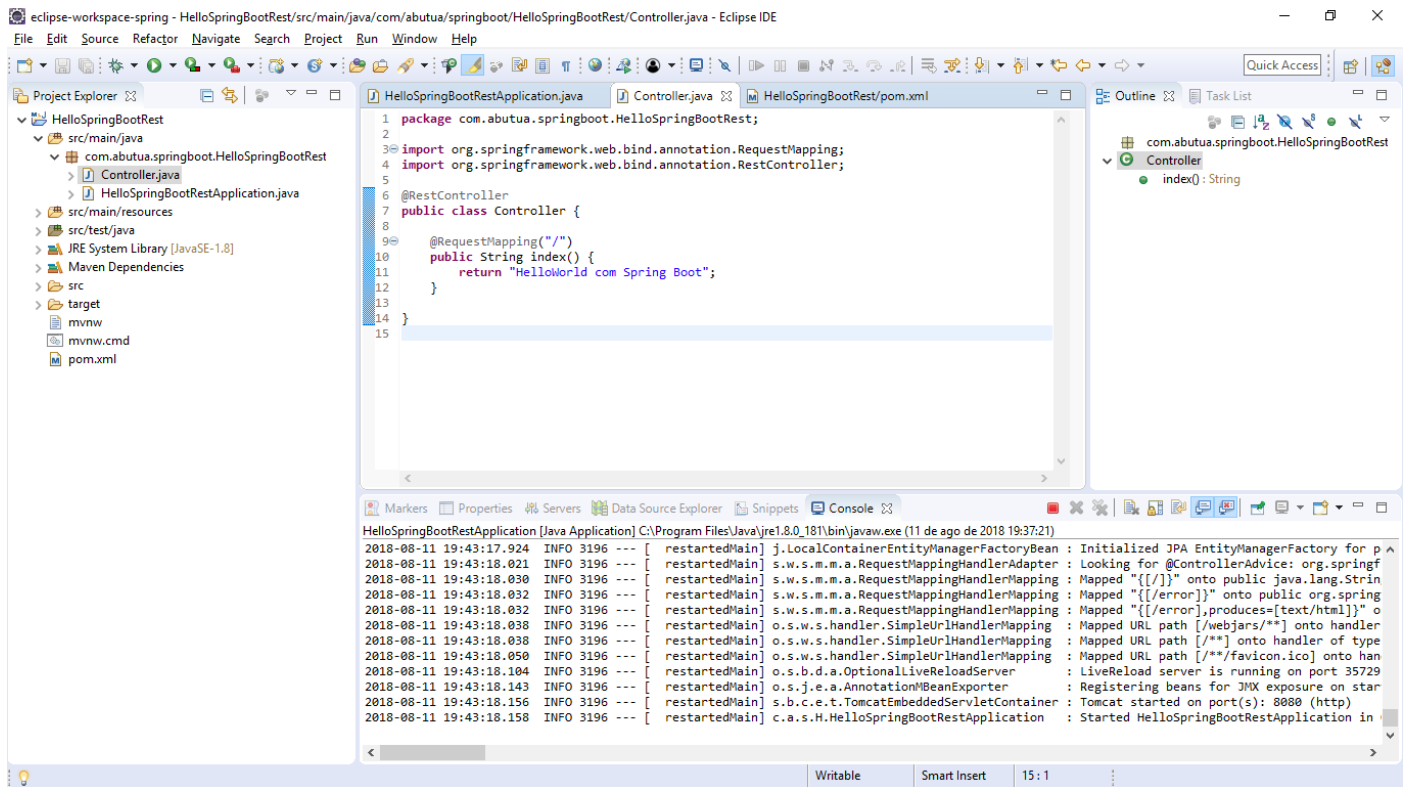 eclipse-workspace-spring - HelloSpringBootRest/src/main/java/com/abutua/springboot/HelloSpringBootRest/Controller.java - Eclipse IDE
File Edit Source Refactor Navigate Search Project Run Window Help
Quick Access
Project Explorer
HelloSpringBootRest
src/main/java
com.abutua.springboot.HelloSpringBootRest
Controller.java
HelloSpringBootRestApplication.java
src/main/resources
src/test/java
JRE System Library [JavaSE-1.8]
Maven Dependencies
src
target
mvnw
mvnw.cmd
pom.xml
HelloSpringBootRestApplication.java Controller.java HelloSpringBootRest/pom.xml
1 package com.abutua.springboot.HelloSpringBootRest;
2
3 import org.springframework.web.bind.annotation.RequestMapping;
4 import org.springframework.web.bind.annotation.RestController;
5
6 @RestController
7 public class Controller {
8
9 @RequestMapping("/")
10 public String index() {
11 return "HelloWorld com Spring Boot";
12 }
13
14 }
15
Outline Task List
com.abutua.springboot.HelloSpringBootRest
Controller
index() : String
Markers Properties Servers Data Source Explorer Snippets Console
HelloSpringBootRestApplication [Java Application] C:\Program Files\Java\jre1.8.0_181\bin\javaw.exe (11 de ago de 2018 19:37:21)
2018-08-11 19:43:17.924 INFO 3196 --- [ restartedMain] j.LocalContainerEntityManagerFactoryBean : Initialized JPA EntityManagerFactory for p
2018-08-11 19:43:18.021 INFO 3196 --- [ restartedMain] s.w.s.m.m.a.RequestMappingHandlerAdapter : Looking for @ControllerAdvice: org.springf
2018-08-11 19:43:18.030 INFO 3196 --- [ restartedMain] s.w.s.m.m.a.RequestMappingHandlerMapping : Mapped "{[/]}" onto public java.lang.Strin
2018-08-11 19:43:18.032 INFO 3196 --- [ restartedMain] s.w.s.m.m.a.RequestMappingHandlerMapping : Mapped "{[/error]}" onto public org.spring
2018-08-11 19:43:18.032 INFO 3196 --- [ restartedMain] s.w.s.m.m.a.RequestMappingHandlerMapping : Mapped "{[/error],produces=[text/html]}" o
2018-08-11 19:43:18.038 INFO 3196 --- [ restartedMain] o.s.w.s.handler.SimpleUrlHandlerMapping : Mapped URL path [/webjars/**] onto handler
2018-08-11 19:43:18.038 INFO 3196 --- [ restartedMain] o.s.w.s.handler.SimpleUrlHandlerMapping : Mapped URL path [/**] onto handler of type
2018-08-11 19:43:18.050 INFO 3196 --- [ restartedMain] o.s.w.s.handler.SimpleUrlHandlerMapping : Mapped URL path [/**/favicon.ico] onto han
2018-08-11 19:43:18.104 INFO 3196 --- [ restartedMain] o.s.b.d.a.OptionalLiveReloadServer : LiveReload server is running on port 35729
2018-08-11 19:43:18.143 INFO 3196 --- [ restartedMain] o.s.j.e.a.AnnotationMBeanExporter : Registering beans for JMX exposure on star
2018-08-11 19:43:18.156 INFO 3196 --- [ restartedMain] s.b.c.e.t.TomcatEmbeddedServletContainer : Tomcat started on port(s): 8080 (http)
2018-08-11 19:43:18.158 INFO 3196 --- [ restartedMain] c.a.s.H.HelloSpringBootRestApplication : Started HelloSpringBootRestApplication in
Writable Smart Insert 15 : 1